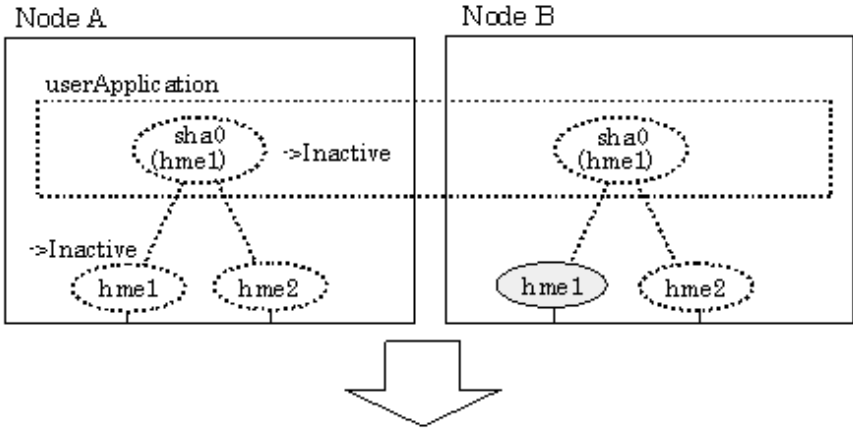 Node A
Node B
userApplication
sha0
(hme1)
->Inactive
sha0
(hme1)
->Inactive
hme1
hme2
hme1
hme2